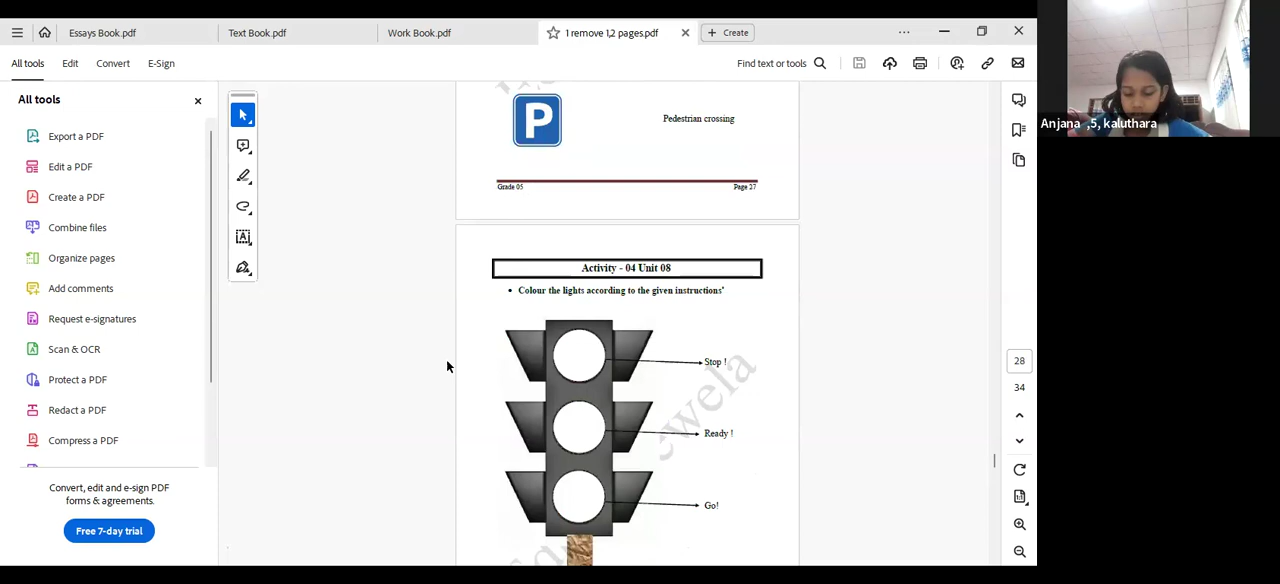 Essays Book.pdf
Text Book.pdf
Work Book.pdf
1 remove 1,2 pages.pdf
Create
All tools
Edit
Convert
E-Sign
Find text or tools
All tools
Export a PDF
Edit a PDF
Create a PDF
Combine files
Organize pages
Add comments
Request e-signatures
Scan & OCR
Protect a PDF
Redact a PDF
Compress a PDF
Convert, edit and e-sign PDF
forms & agreements.
Free 7-day trial
P
Pedestrian crossing
Grade 05
Page 27
Activity - 04 Unit 08
• Colour the lights according to the given instructions'
Stop !
Ready !
Go!
28
34
Anjana ,5, kaluthara